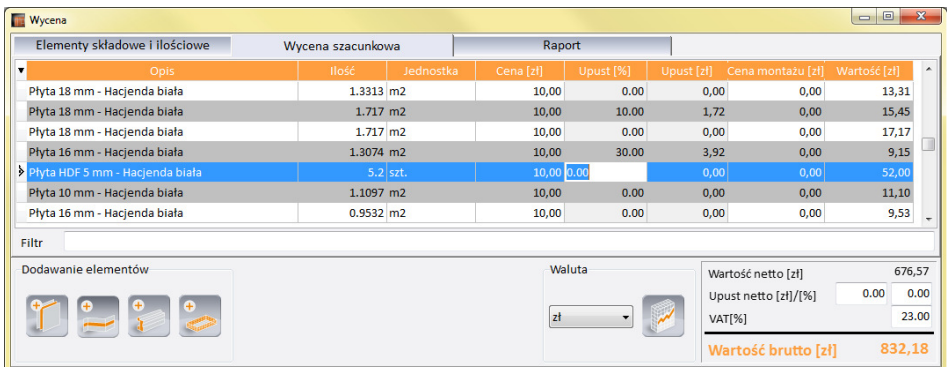 Wycena
Elementy składowe i ilościowe Wycena szacunkowa Raport
Opis Ilość Jednostka Cena [zł] Upust [%] Upust [zł] Cena montażu [zł] Wartość [zł]
Płyta 18 mm - Hacjenda biała 1.3313 m2 10,00 0.00 0,00 0,00 13,31
Płyta 18 mm - Hacjenda biała 1.717 m2 10,00 10.00 1,72 0,00 15,45
Płyta 18 mm - Hacjenda biała 1.717 m2 10,00 0.00 0,00 0,00 17,17
Płyta 16 mm - Hacjenda biała 1.3074 m2 10,00 30.00 3,92 0,00 9,15
Płyta HDF 5 mm - Hacjenda biała 5.2 szt. 10,00 0.00 0,00 0,00 52,00
Płyta 10 mm - Hacjenda biała 1.1097 m2 10,00 0.00 0,00 0,00 11,10
Płyta 16 mm - Hacjenda biała 0.9532 m2 10,00 0.00 0,00 0,00 9,53
Filtr
Dodawanie elementów
Waluta
zł
Wartość netto [zł] 676,57
Upust netto [zł]/[%] 0.00 0.00
VAT[%] 23.00
Wartość brutto [zł] 832,18